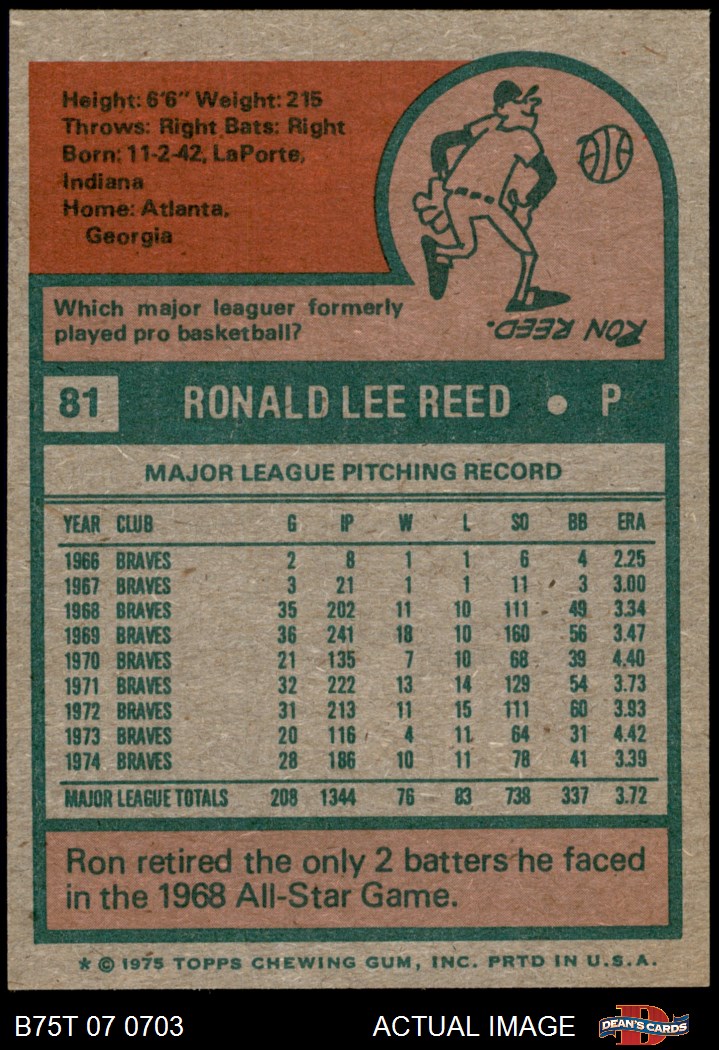 Height: 6'6" Weight: 215
Throws: Right Bats: Right
Born: 11-2-42, LaPorte,
Indiana
Home: Atlanta,
Georgia
Which major leaguer formerly
played pro basketball?
RON REED.
81 RONALD LEE REED • P
MAJOR LEAGUE PITCHING RECORD
YEAR CLUB G IP W L SO BB ERA
1966 BRAVES 2 8 1 1 6 4 2.25
1967 BRAVES 3 21 1 1 11 3 3.00
1968 BRAVES 35 202 11 10 111 49 3.34
1969 BRAVES 36 241 18 10 160 56 3.47
1970 BRAVES 21 135 7 10 68 39 4.40
1971 BRAVES 32 222 13 14 129 54 3.73
1972 BRAVES 31 213 11 15 111 60 3.93
1973 BRAVES 20 116 4 11 64 31 4.42
1974 BRAVES 28 186 10 11 78 41 3.39
MAJOR LEAGUE TOTALS 208 1344 76 83 738 337 3.72
Ron retired the only 2 batters he faced
in the 1968 All-Star Game.
* © 1975 TOPPS CHEWING GUM, INC. PRTD IN U.S.A.
B75T 07 0703 ACTUAL IMAGE DEAN'S CARDS